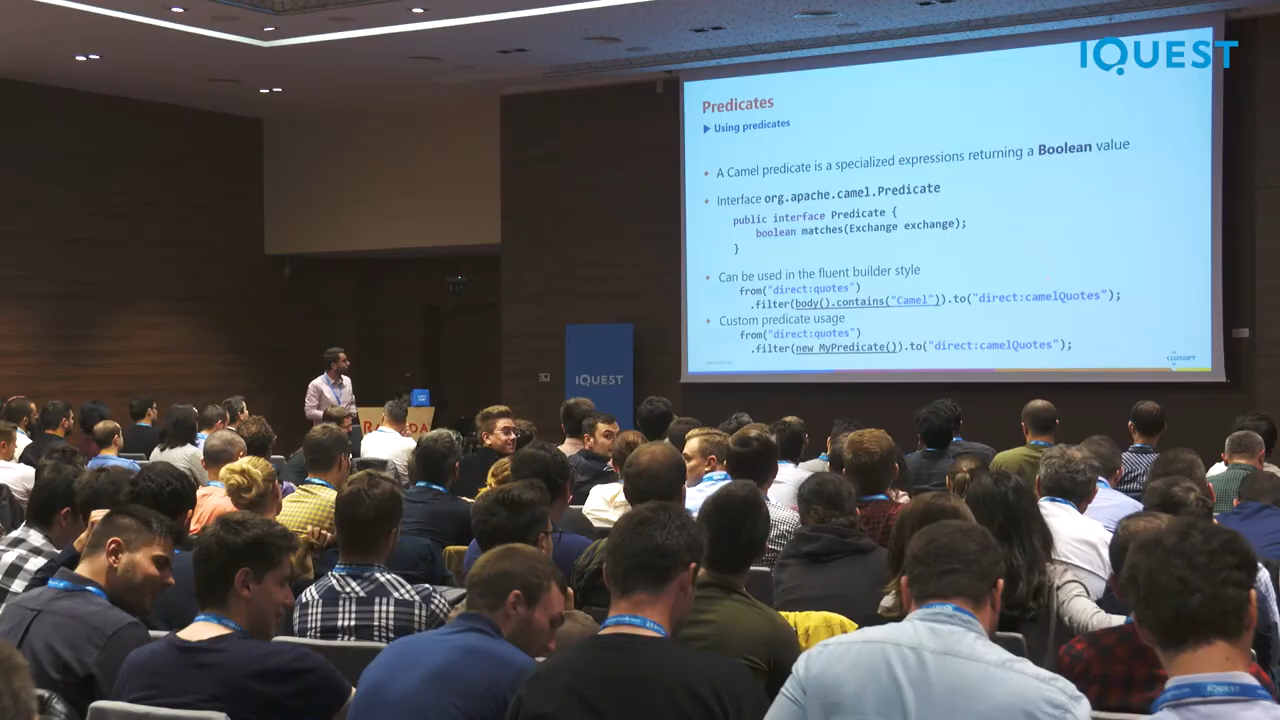 IQUEST
Predicates
Using predicates
A Camel predicate is a specialized expressions returning a Boolean value
Interface org.apache.camel.Predicate
public interface Predicate {
boolean matches(Exchange exchange);
}
Can be used in the fluent builder style
from("direct:quotes")
.filter(body().contains("Camel")).to("direct:camelQuotes");
Custom predicate usage
from("direct:quotes")
.filter(new MyPredicate()).to("direct:camelQuotes");
LUXOFT
IQUEST
IQUEST